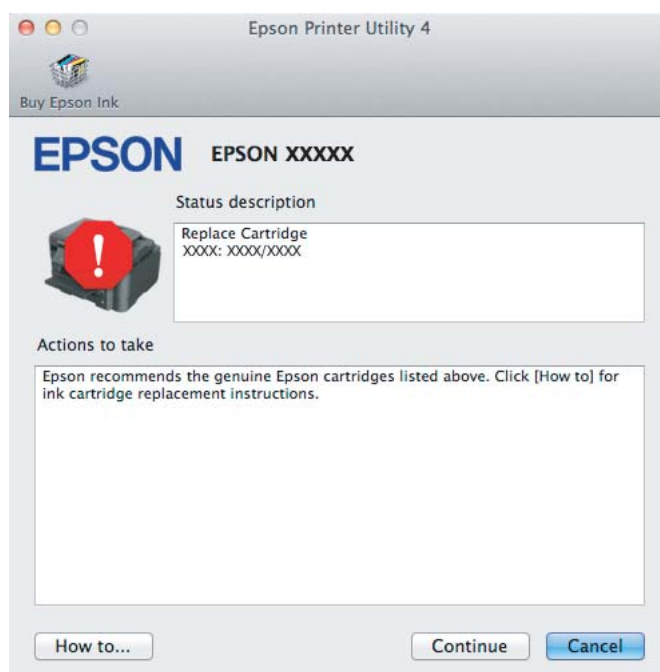 Epson Printer Utility 4
Buy Epson Ink
EPSON EPSON XXXXX
Status description
Replace Cartridge
XXXX: XXXX/XXXX
Actions to take
Epson recommends the genuine Epson cartridges listed above. Click [How to] for
ink cartridge replacement instructions.
How to... Continue Cancel